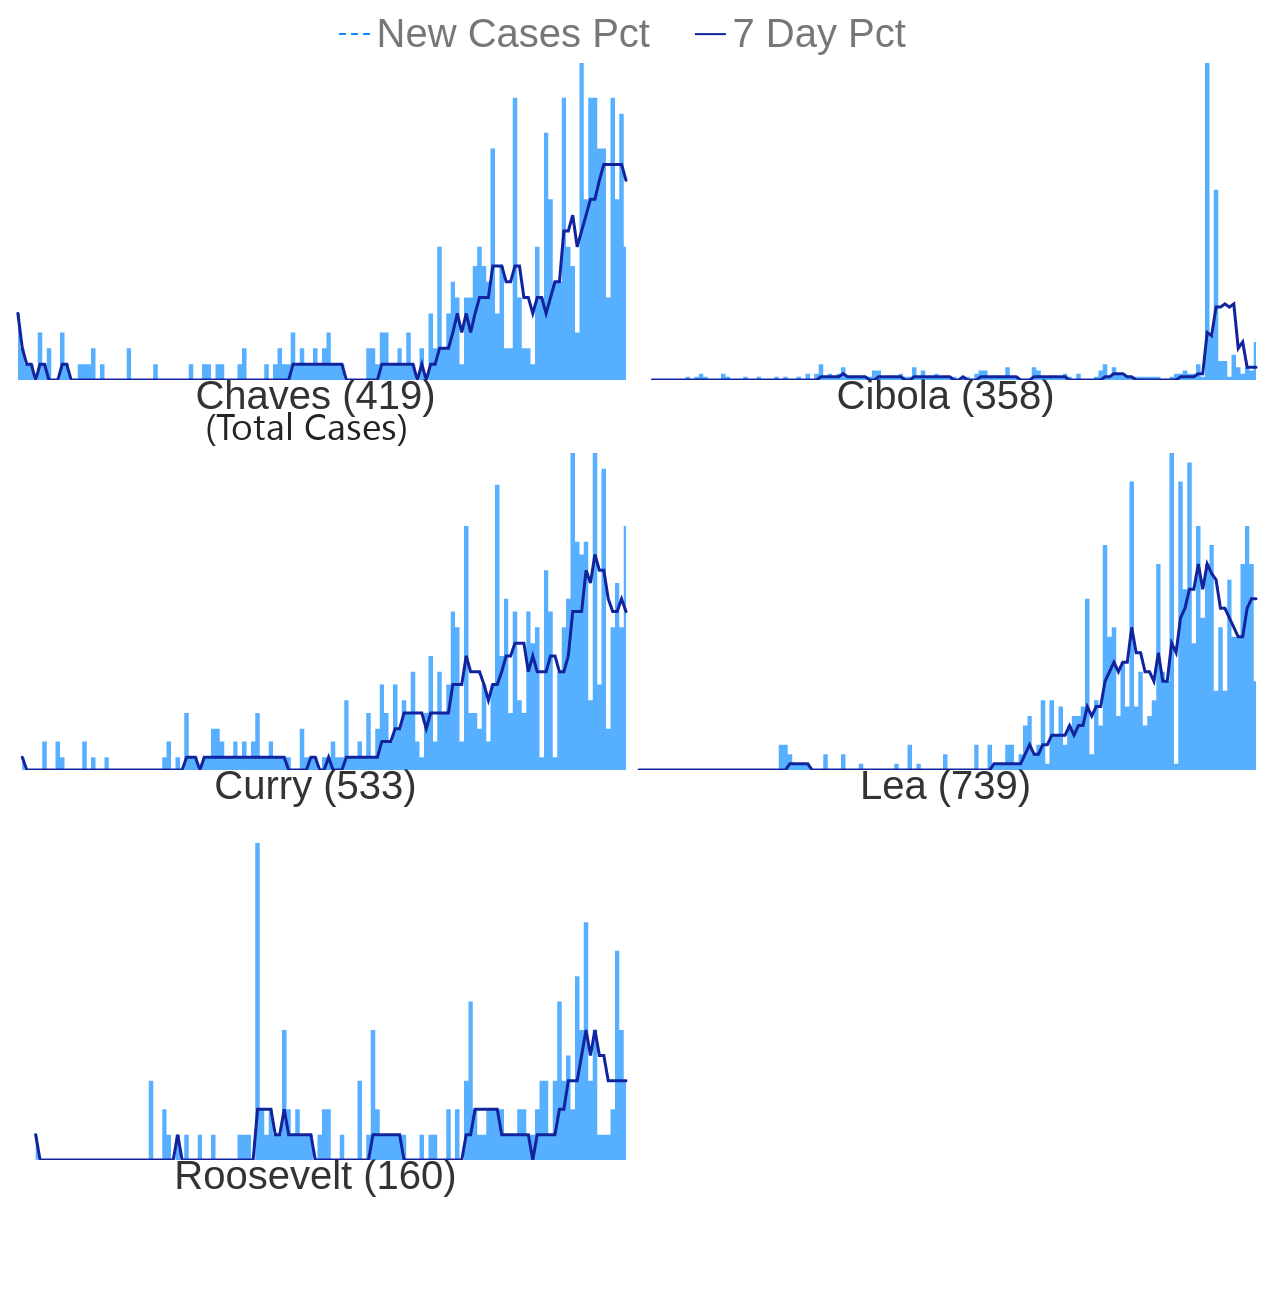 New Cases Pct 7 Day Pct
Chaves (419)
(Total Cases)
Cibola (358)
Curry (533)
Lea (739)
Roosevelt (160)